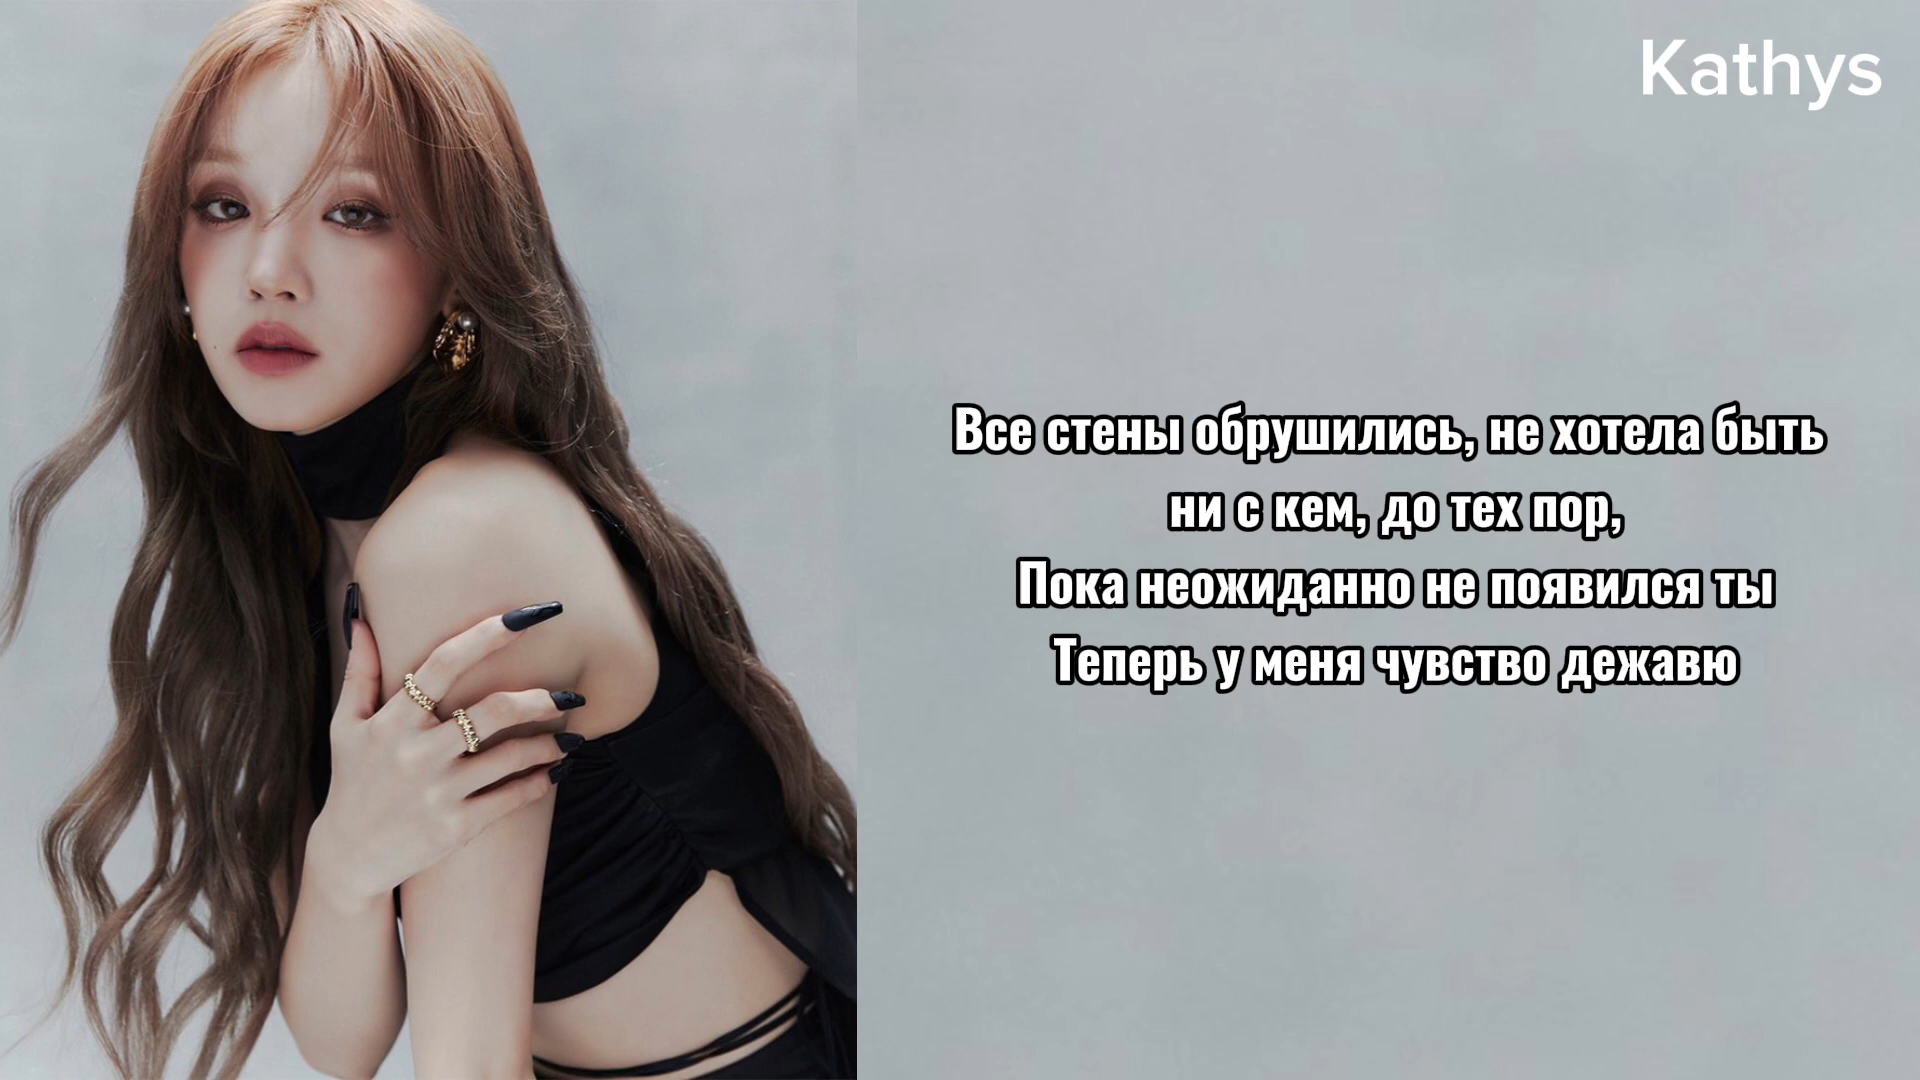 Kathys
Все стены обрушились, не хотела быть
ни с кем, до тех пор,
Пока неожиданно не появился ты
Теперь у меня чувство дежавю